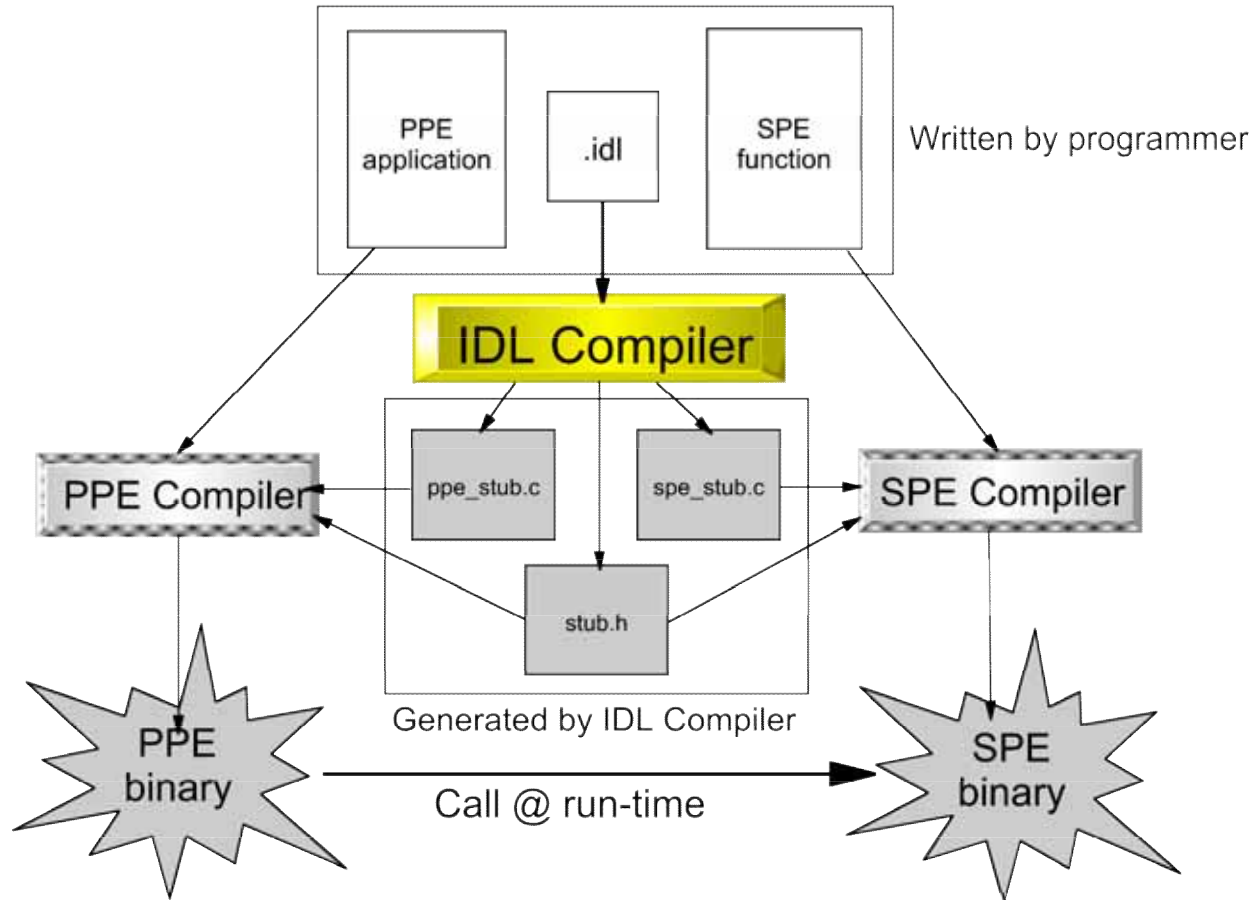 PPE
application
.idl
SPE
function
Written by programmer
IDL Compiler
PPE Compiler
ppe_stub.c
spe_stub.c
SPE Compiler
stub.h
Generated by IDL Compiler
PPE
binary
Call @ run-time
SPE
binary